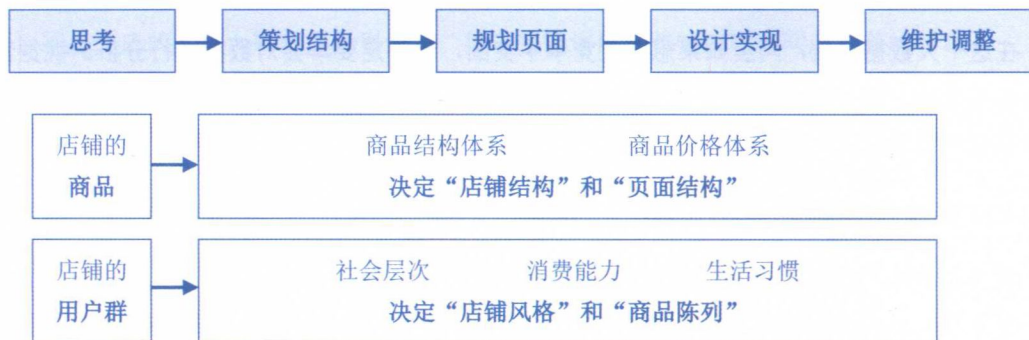 思考 策划结构 规划页面 设计实现 维护调整
店铺的
商品
商品结构体系 商品价格体系
决定“店铺结构”和“页面结构”
店铺的
用户群
社会层次 消费能力 生活习惯
决定“店铺风格”和“商品陈列”